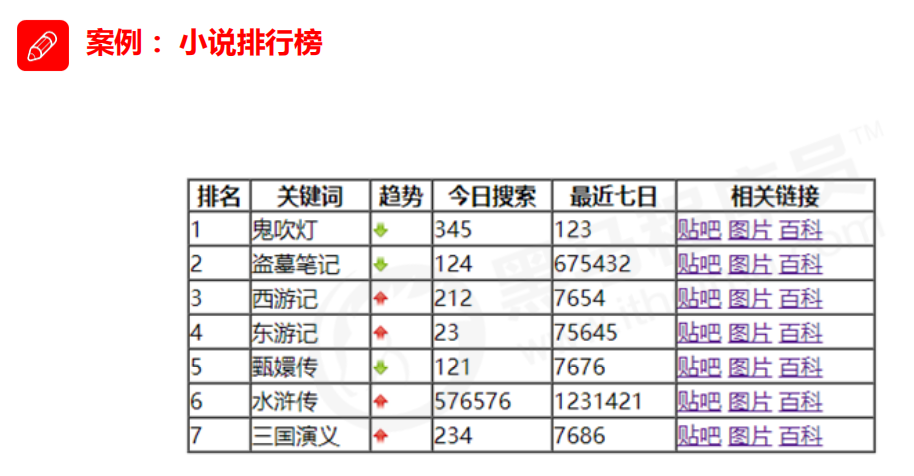 案例： 小说排行榜
排名 关键词 趋势 今日搜索 最近七日 相关链接
1 鬼吹灯 345 123 贴吧 图片 百科
2 盗墓笔记 124 675432 贴吧 图片 百科
3 西游记 212 7654 贴吧 图片 百科
4 东游记 23 75645 贴吧 图片 百科
5 甄嬛传 121 7676 贴吧 图片 百科
6 水浒传 576576 1231421 贴吧 图片 百科
7 三国演义 234 7686 贴吧 图片 百科